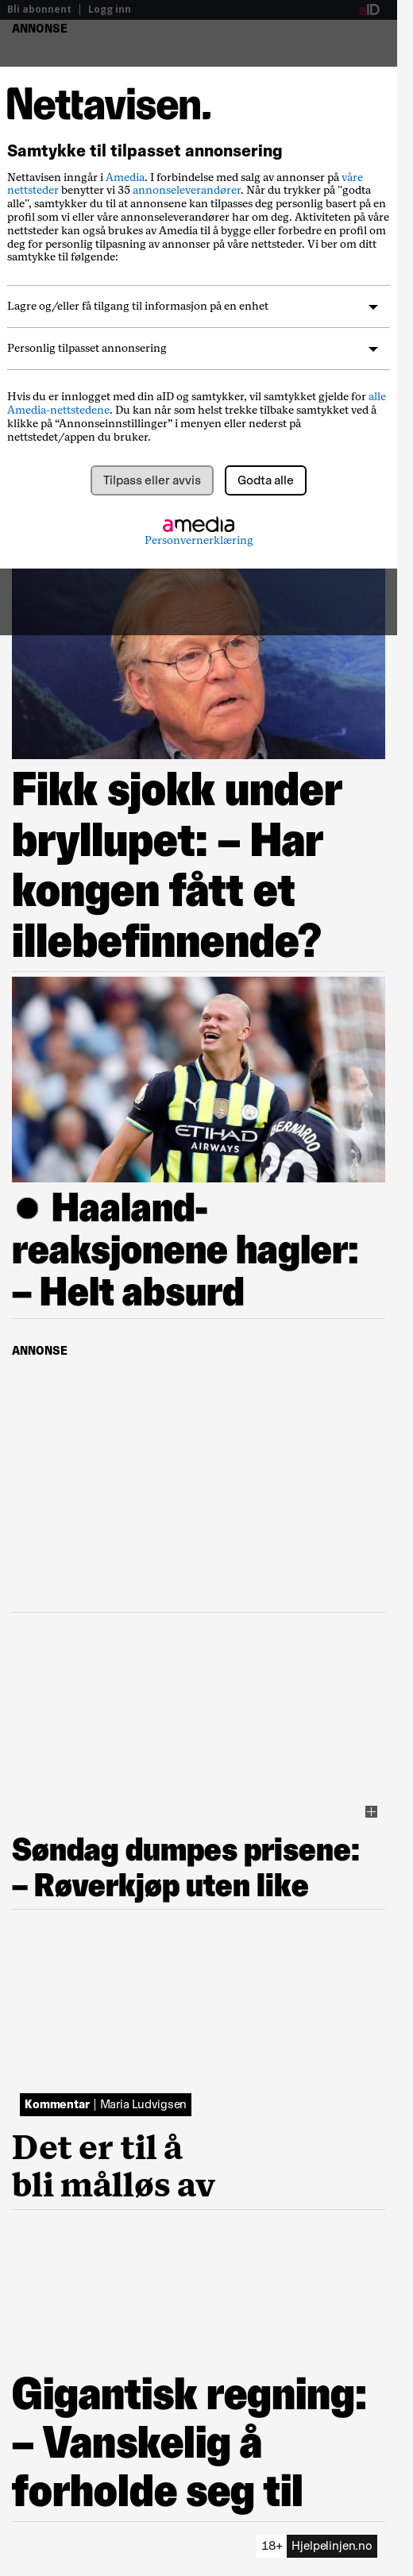 Bli abonnent | Logg inn
aID
ANNONSE
Nettavisen.
Samtykke til tilpasset annonsering
Nettavisen inngår i Amedia. I forbindelse med salg av annonser på våre
nettsteder benytter vi 35 annonseleverandører. Når du trykker på "godta
alle", samtykker du til at annonsene kan tilpasses deg personlig basert på en
profil som vi eller våre annonseleverandører har om deg. Aktiviteten på våre
nettsteder kan også brukes av Amedia til å bygge eller forbedre en profil om
deg for personlig tilpasning av annonser på våre nettsteder. Vi ber om ditt
samtykke til følgende:
Lagre og/eller få tilgang til informasjon på en enhet
Personlig tilpasset annonsering
Hvis du er innlogget med din aID og samtykker, vil samtykket gjelde for alle
Amedia-nettstedene. Du kan når som helst trekke tilbake samtykket ved å
klikke på “Annonseinnstillinger” i menyen eller nederst på
nettstedet/appen du bruker.
Tilpass eller avvis
Godta alle
amedia
Personvernerklæring
Fikk sjokk under
bryllupet: – Har
kongen fått et
illebefinnende?
ETIHAD
AIRWAYS
BERNARDO
20
Haaland-
reaksjonene hagler:
– Helt absurd
ANNONSE
Søndag dumpes prisene:
– Røverkjøp uten like
Kommentar | Maria Ludvigsen
Det er til å
bli målløs av
Gigantisk regning:
– Vanskelig å
forholde seg til
18+ Hjelpelinjen.no